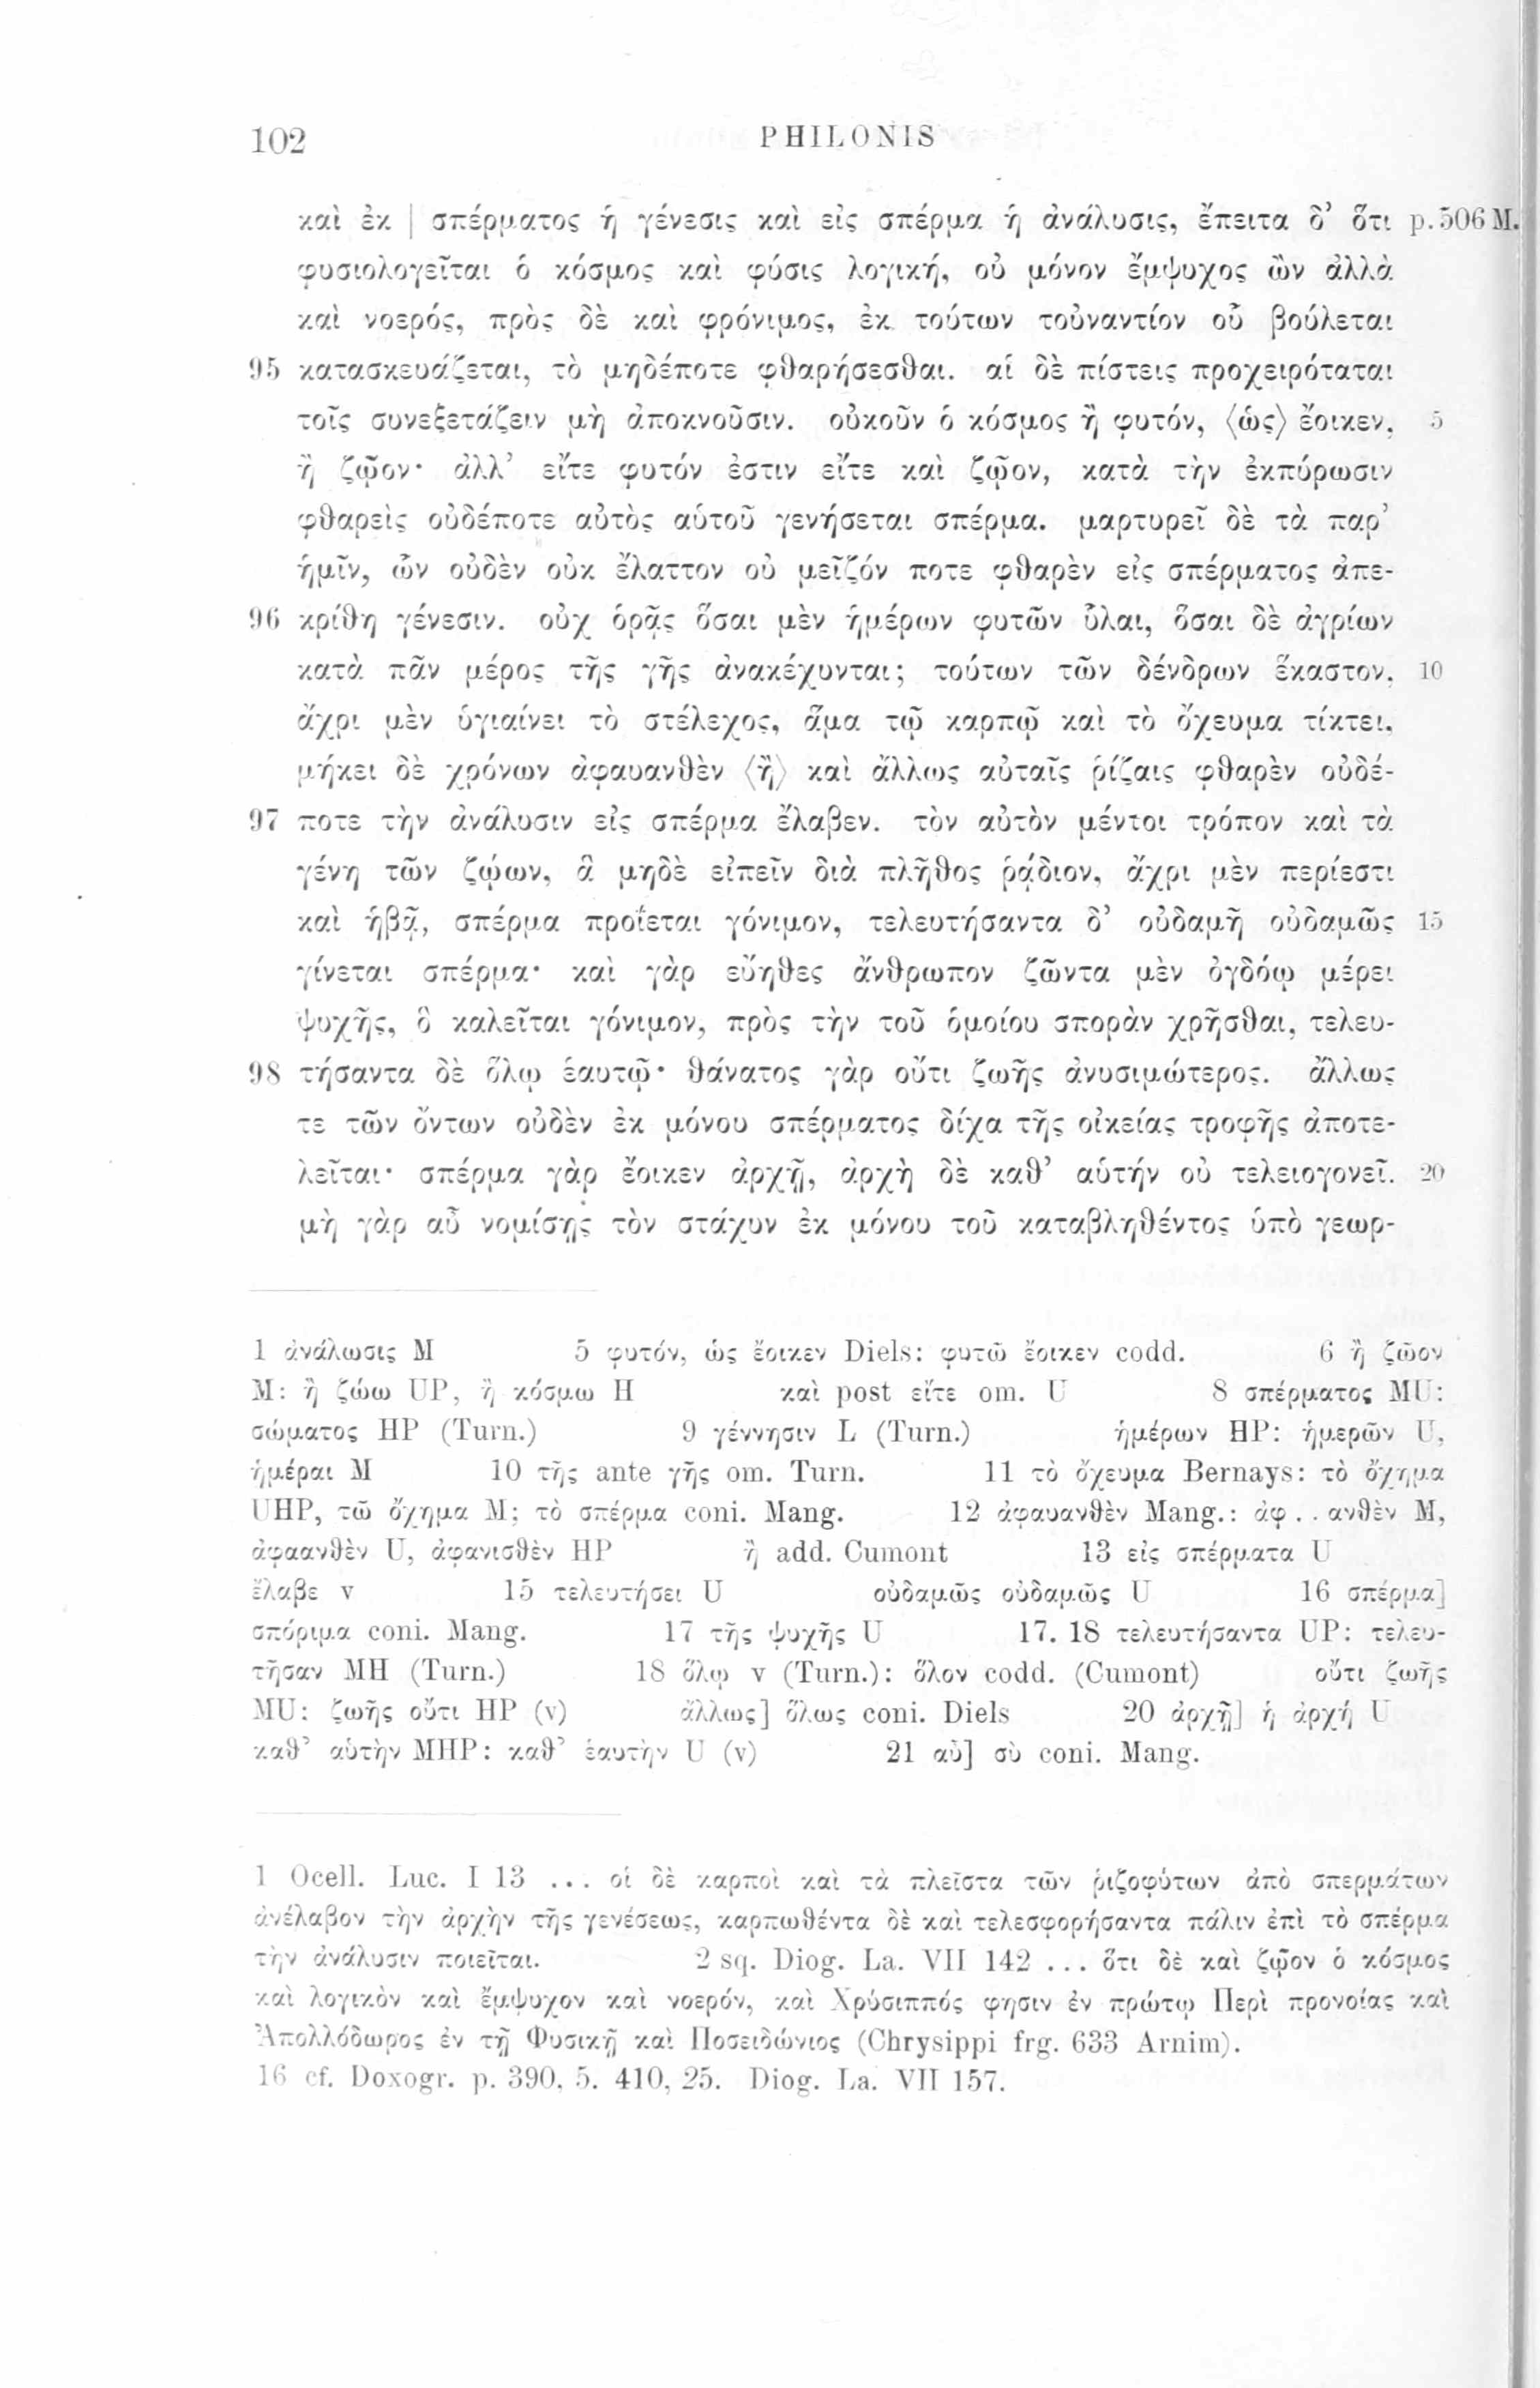 102
PHILONIS
καὶ ἐκ | σπέρματος ἡ γένεσις καὶ εἰς σπέρμα ἡ ἀνάλυσις, ἔπειτα δ’ ὅτι p. 506 M.
φυσιολογεῖται ὁ κόσμος καὶ φύσις λογική, οὐ μόνον ἔμψυχος ὢν ἀλλὰ
καὶ νοερός, πρὸς δὲ καὶ φρόνιμος, ἐκ τούτων τοὐναντίον οὗ βούλεται
95 κατασκευάζεται, τὸ μηδέποτε φθαρήσεσθαι. αἱ δὲ πίστεις προχειρόταται
τοῖς συνεξετάζειν μὴ ἀποκνοῦσιν. οὐκοῦν ὁ κόσμος ἢ φυτόν, ⟨ὡς⟩ ἔοικεν, 5
ἢ ζῷον· ἀλλ’ εἴτε φυτόν ἐστιν εἴτε καὶ ζῷον, κατὰ τὴν ἐκπύρωσιν
φθαρεὶς οὐδέποτε αὐτὸς αὑτοῦ γενήσεται σπέρμα. μαρτυρεῖ δὲ τὰ παρ’
ἡμῖν, ὧν οὐδὲν οὐκ ἔλαττον οὐ μεῖζόν ποτε φθαρὲν εἰς σπέρματος ἀπε-
96 κρίθη γένεσιν. οὐχ ὁρᾷς ὅσαι μὲν ἡμέρων φυτῶν ὗλαι, ὅσαι δὲ ἀγρίων
κατὰ πᾶν μέρος τῆς γῆς ἀνακέχυνται; τούτων τῶν δένδρων ἕκαστον, 10
ἄχρι μὲν ὑγιαίνει τὸ στέλεχος, ἅμα τῷ καρπῷ καὶ τὸ ὄχευμα τίκτει,
μήκει δὲ χρόνων ἀφαυανθὲν ⟨ἢ⟩ καὶ ἄλλως αὐταῖς ῥίζαις φθαρὲν οὐδέ-
97 ποτε τὴν ἀνάλυσιν εἰς σπέρμα ἔλαβεν. τὸν αὐτὸν μέντοι τρόπον καὶ τὰ
γένη τῶν ζῴων, ἃ μηδὲ εἰπεῖν διὰ πλῆθος ῥᾴδιον, ἄχρι μὲν περίεστι
καὶ ἡβᾷ, σπέρμα προΐεται γόνιμον, τελευτήσαντα δ’ οὐδαμῆ οὐδαμῶς 15
γίνεται σπέρμα· καὶ γὰρ εὔηθες ἄνθρωπον ζῶντα μὲν ὀγδόῳ μέρει
ψυχῆς, ὃ καλεῖται γόνιμον, πρὸς τὴν τοῦ ὁμοίου σπορὰν χρῆσθαι, τελευ-
98 τήσαντα δὲ ὅλῳ ἑαυτῷ· θάνατος γὰρ οὔτι ζωῆς ἀνυσιμώτερος. ἄλλως
τε τῶν ὄντων οὐδὲν ἐκ μόνου σπέρματος δίχα τῆς οἰκείας τροφῆς ἀποτε-
λεῖται· σπέρμα γὰρ ἔοικεν ἀρχῇ, ἀρχὴ δὲ καθ’ αὑτήν οὐ τελειογονεῖ. 20
μὴ γὰρ αὖ νομίσῃς τὸν στάχυν ἐκ μόνου τοῦ καταβληθέντος ὑπὸ γεωρ-
1 ἀνάλωσις M 5 φυτόν, ὡς ἔοικεν Diels: φυτῶ ἔοικεν codd. 6 ἢ ζῶον
M: ἢ ζώω UP, ἢ κόσμω H καὶ post εἴτε om. U 8 σπέρματος MU:
σώματος HP (Turn.) 9 γέννησιν L (Turn.) ἡμέρων HP: ἡμερῶν U,
ἡμέραι M 10 τῆς ante γῆς om. Turn. 11 τὸ ὄχευμα Bernays: τὸ ὄχημα
UHP, τῶ ὄχημα M; τὸ σπέρμα coni. Mang. 12 ἀφαυανθὲν Mang.: ἀφ . . ανθὲν M,
ἀφαανθὲν U, ἀφανισθὲν HP ἢ add. Cumont 13 εἰς σπέρματα U
ἔλαβε v 15 τελευτήσει U οὐδαμῶς οὐδαμῶς U 16 σπέρμα]
σπόριμα coni. Mang. 17 τῆς ψυχῆς U 17. 18 τελευτήσαντα UP: τελευ-
τῆσαν MH (Turn.) 18 ὅλῳ v (Turn.): ὅλον codd. (Cumont) οὔτι ζωῆς
MU: ζωῆς οὔτι HP (v) ἄλλως] ὅλως coni. Diels 20 ἀρχῇ] ἡ ἀρχή U
καθ’ αὑτὴν MHP: καθ’ ἑαυτὴν U (v) 21 αὖ] σὺ coni. Mang.
1 Ocell. Luc. I 13 ... οἱ δὲ καρποὶ καὶ τὰ πλεῖστα τῶν ῥιζοφύτων ἀπὸ σπερμάτων
ἀνέλαβον τὴν ἀρχὴν τῆς γενέσεως, καρπωθέντα δὲ καὶ τελεσφορήσαντα πάλιν ἐπὶ τὸ σπέρμα
τὴν ἀνάλυσιν ποιεῖται. 2 sq. Diog. La. VII 142 ... ὅτι δὲ καὶ ζῷον ὁ κόσμος
καὶ λογικὸν καὶ ἔμψυχον καὶ νοερόν, καὶ Χρύσιππός φησιν ἐν πρώτῳ Περὶ προνοίας καὶ
Ἀπολλόδωρος ἐν τῇ Φυσικῇ καὶ Ποσειδώνιος (Chrysippi frg. 633 Arnim).
16 cf. Doxogr. p. 390, 5. 410, 25. Diog. La. VII 157.